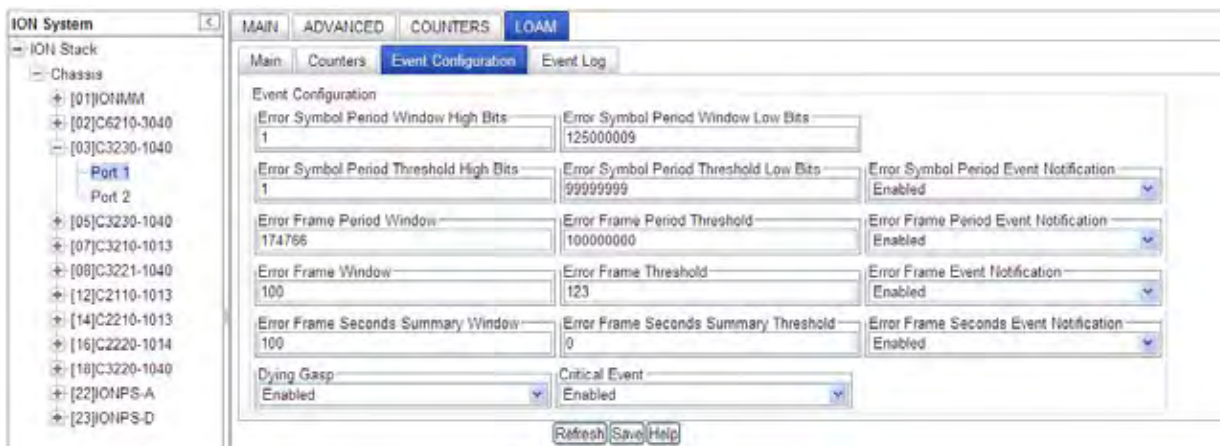 ION System
ION Stack
Chassis
[01]IONMM
[02]C6210-3040
[03]C3230-1040
Port 1
Port 2
[05]C3230-1040
[07]C3210-1013
[08]C3221-1040
[12]C2110-1013
[14]C2210-1013
[16]C2220-1014
[18]C3220-1040
[22]IONPS-A
[23]IONPS-D
MAIN ADVANCED COUNTERS LOAM
Main Counters Event Configuration Event Log
Event Configuration
Error Symbol Period Window High Bits Error Symbol Period Window Low Bits
1 125000009
Error Symbol Period Threshold High Bits Error Symbol Period Threshold Low Bits Error Symbol Period Event Notification
1 99999999 Enabled
Error Frame Period Window Error Frame Period Threshold Error Frame Period Event Notification
174766 100000000 Enabled
Error Frame Window Error Frame Threshold Error Frame Event Notification
100 123 Enabled
Error Frame Seconds Summary Window Error Frame Seconds Summary Threshold Error Frame Seconds Event Notification
100 0 Enabled
Dying Gasp Critical Event
Enabled Enabled
Refresh Save Help